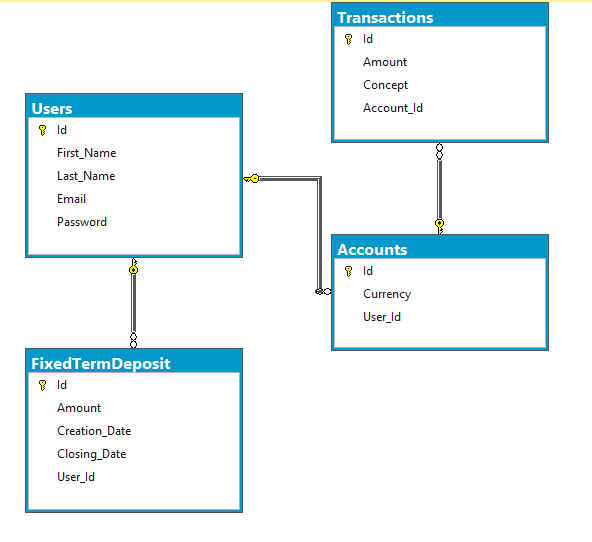 Transactions
Id
Amount
Concept
Account_Id
Users
Id
First_Name
Last_Name
Email
Password
Accounts
Id
Currency
User_Id
FixedTermDeposit
Id
Amount
Creation_Date
Closing_Date
User_Id